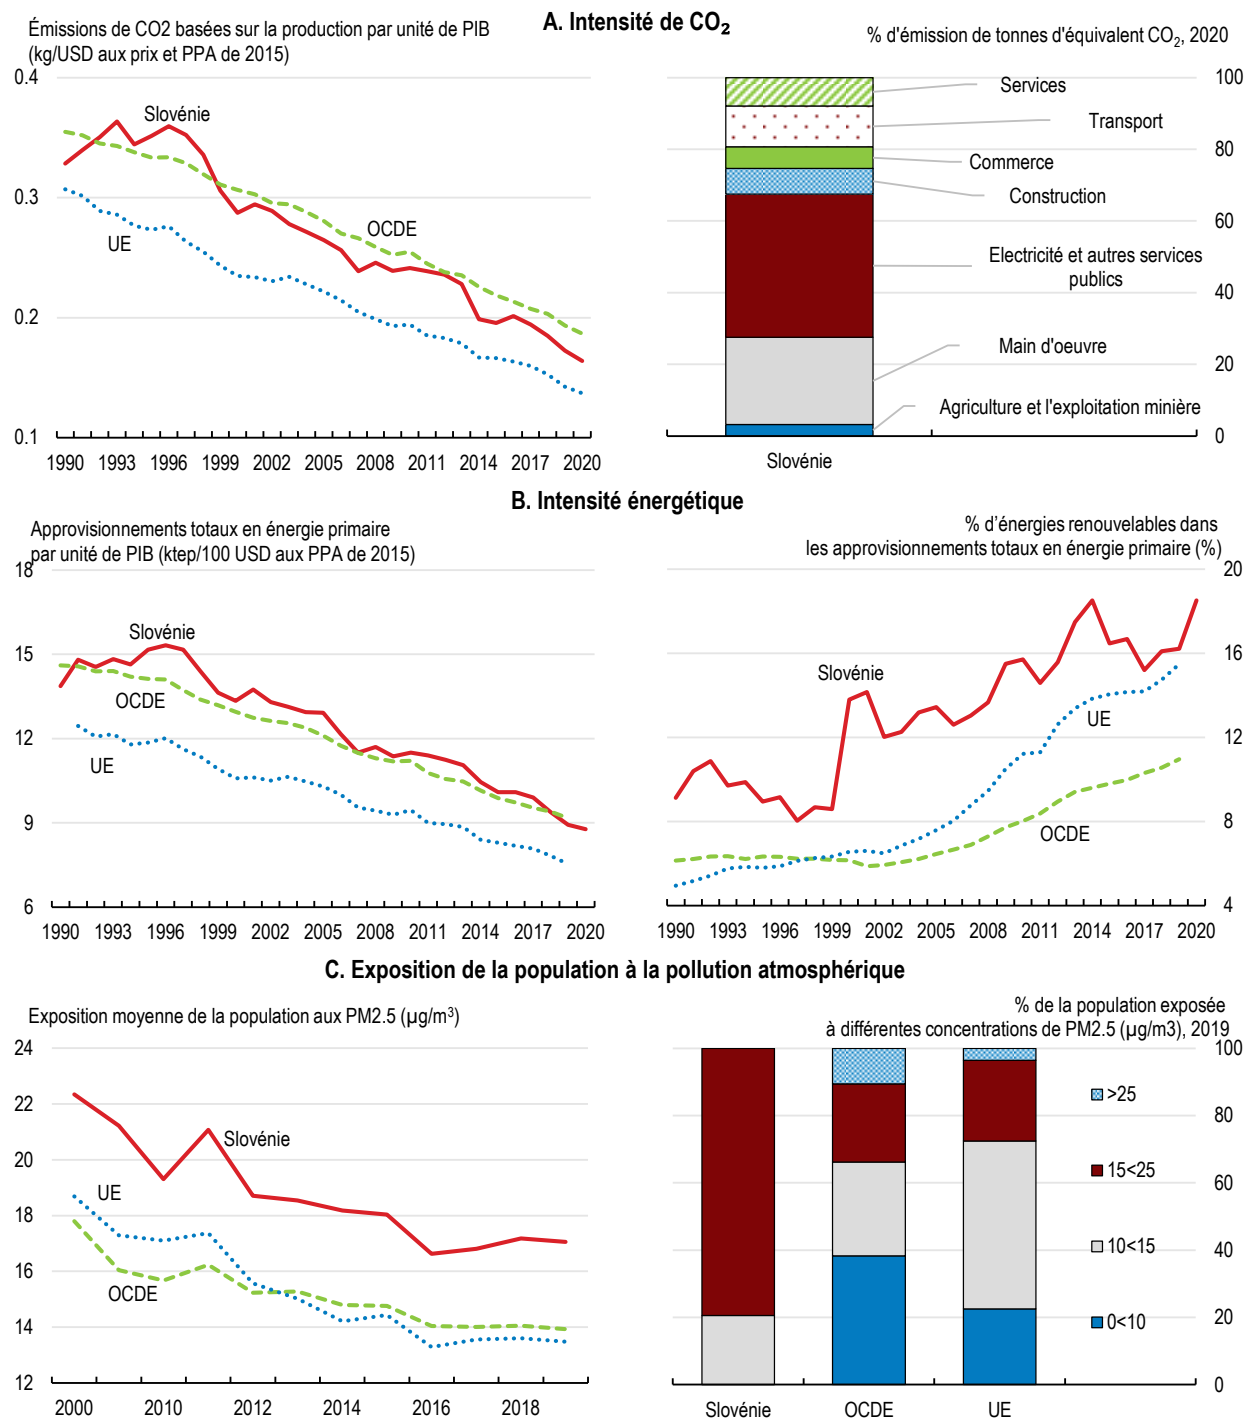 A. Intensité de CO₂
Émissions de CO2 basées sur la production par unité de PIB
(kg/USD aux prix et PPA de 2015)
0.4
0.3
0.2
0.1
Slovénie
OCDE
UE
1990 1993 1996 1999 2002 2005 2008 2011 2014 2017 2020
% d'émission de tonnes d'équivalent CO₂, 2020
100
80
60
40
20
0
Services
Transport
Commerce
Construction
Electricité et autres services
publics
Main d'oeuvre
Agriculture et l'exploitation minière
Slovénie
B. Intensité énergétique
Approvisionnements totaux en énergie primaire
par unité de PIB (ktep/100 USD aux PPA de 2015)
18
15
12
9
6
Slovénie
OCDE
UE
1990 1993 1996 1999 2002 2005 2008 2011 2014 2017 2020
% d’énergies renouvelables dans
les approvisionnements totaux en énergie primaire (%)
20
16
12
8
4
Slovénie
UE
OCDE
1990 1993 1996 1999 2002 2005 2008 2011 2014 2017 2020
C. Exposition de la population à la pollution atmosphérique
Exposition moyenne de la population aux PM2.5 (µg/m³)
24
22
20
18
16
14
12
Slovénie
UE
OCDE
2000 2010 2012 2014 2016 2018
% de la population exposée
à différentes concentrations de PM2.5 (µg/m3), 2019
100
80
60
40
20
0
>25
15<25
10<15
0<10
Slovénie OCDE UE